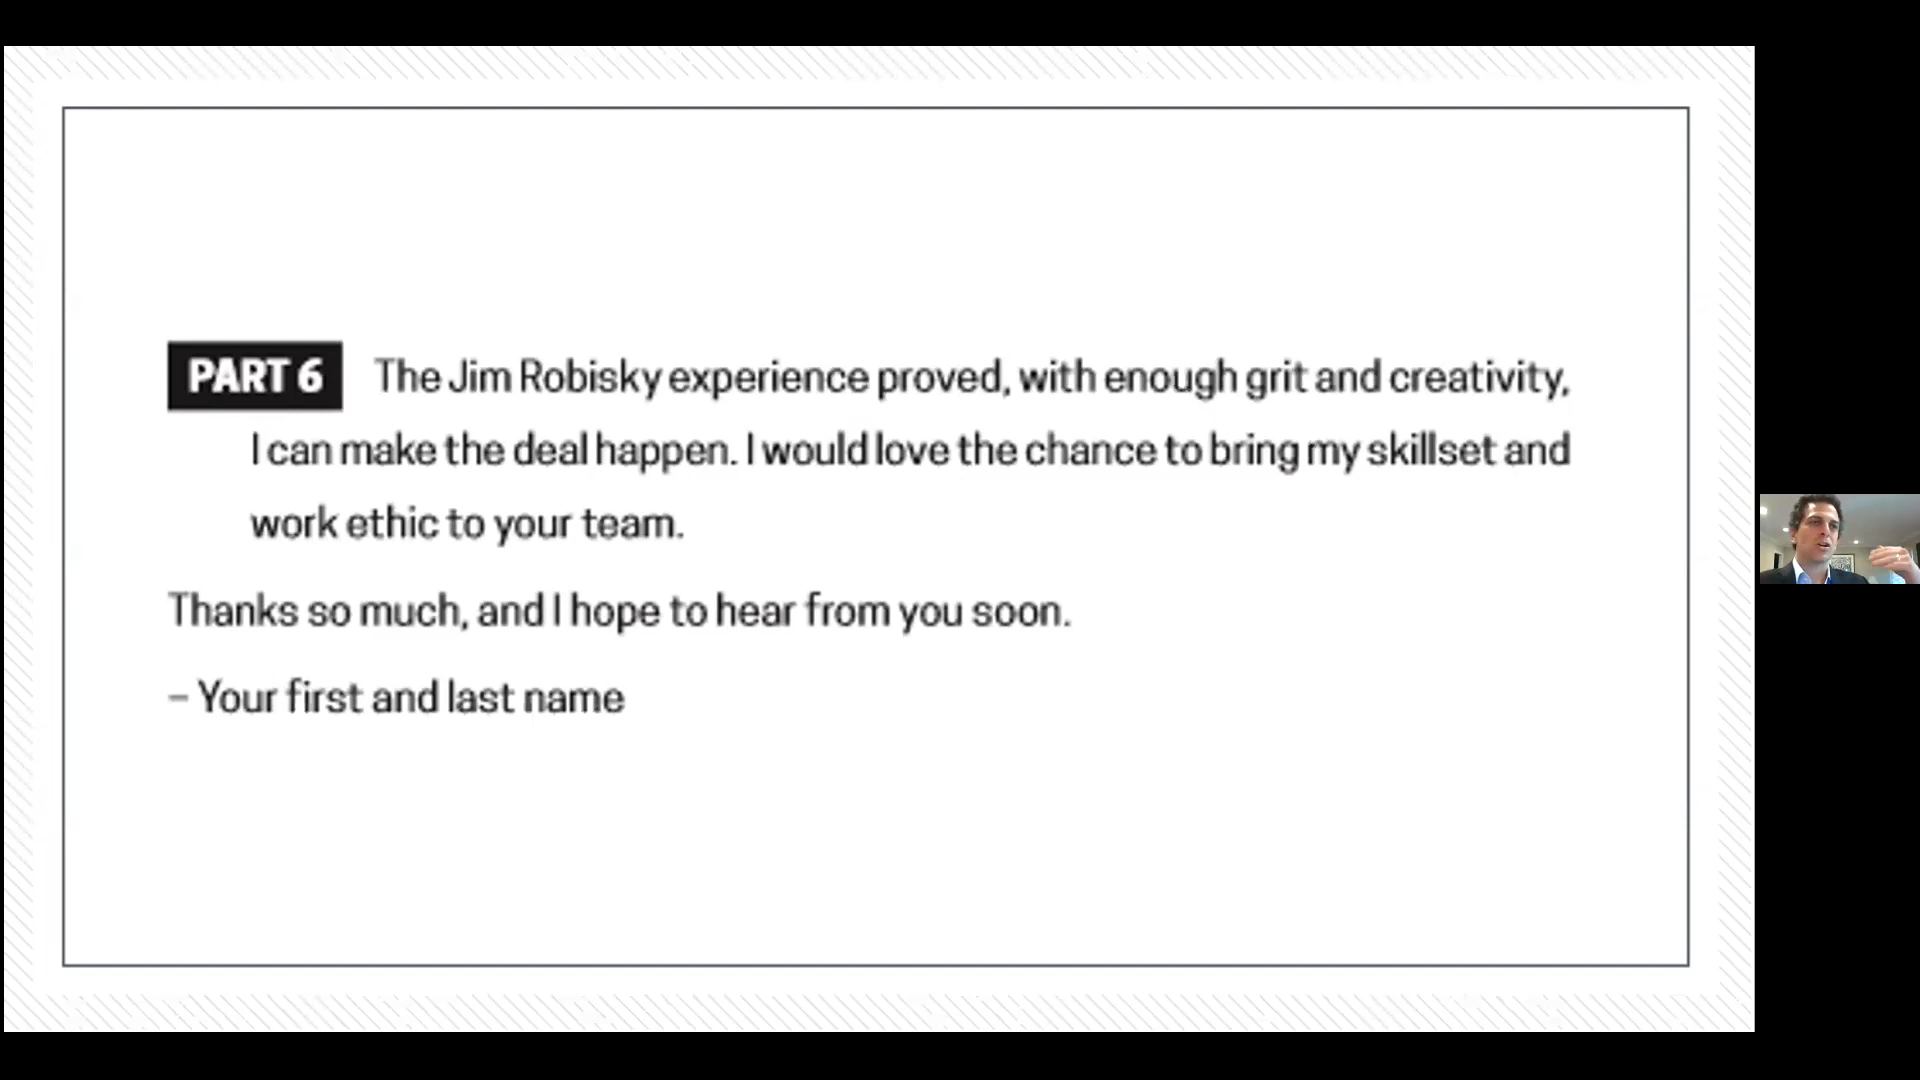 PART 6 The Jim Robisky experience proved, with enough grit and creativity,
I can make the deal happen. I would love the chance to bring my skillset and
work ethic to your team.
Thanks so much, and I hope to hear from you soon.
– Your first and last name